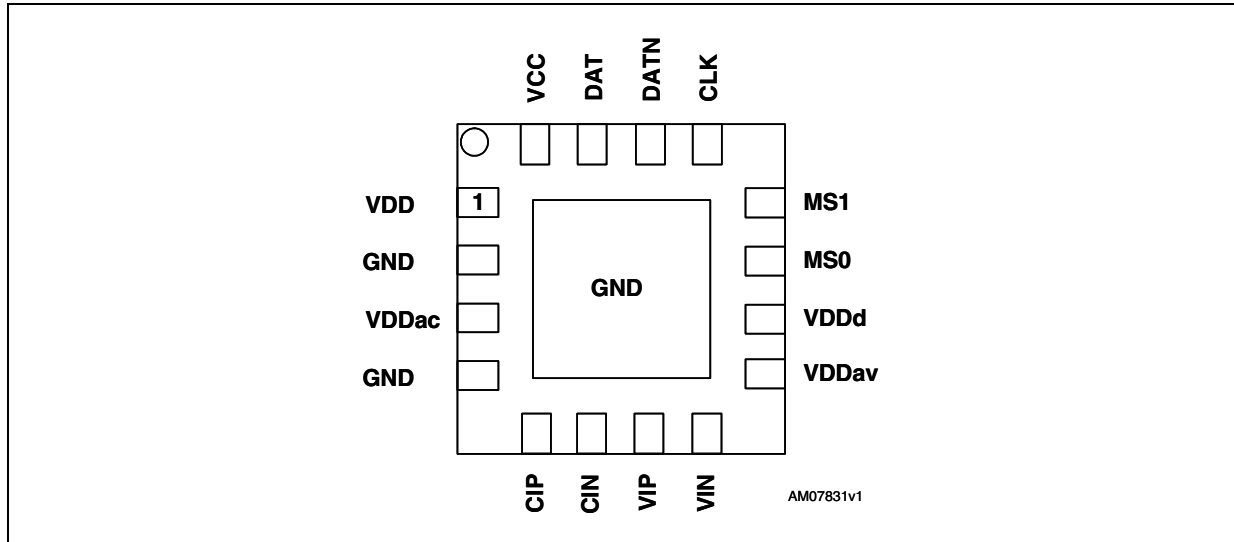 VCC
DAT
DATN
CLK
VDD
1
MS1
GND
MS0
GND
VDDac
VDDd
GND
VDDav
CIP
CIN
VIP
VIN
AM07831v1